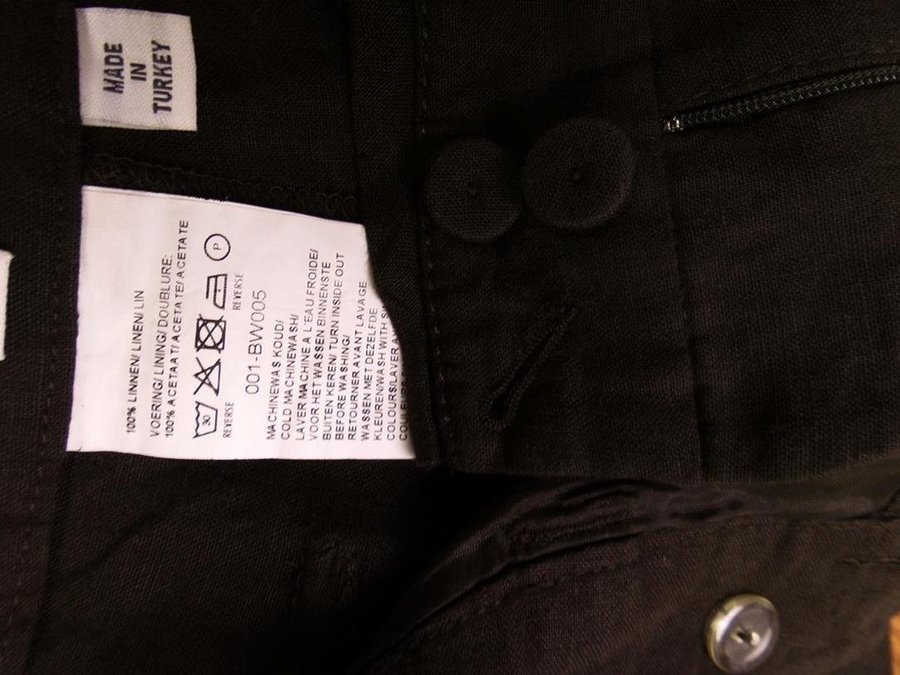 MADE
IN
TURKEY
100% LINNEN/ LINEN/ LIN
VOERING/ LINING/ DOUBLURE:
100% ACETAAT/ ACETATE/ ACETATE
30
P
REVERSE
REVERSE
001-BW005
MACHINEWAS KOUD/
COLD MACHINEWASH/
LAVER MACHINE A L'EAU FROIDE/
VOOR HET WASSEN BINNENSTE
BUITEN KEREN/ TURN INSIDE OUT
BEFORE WASHING/
RETOURNER AVANT LAVAGE
WASSEN MET DEZELFDE
KLEUREN/WASH WITH
COLOURS/LAVER